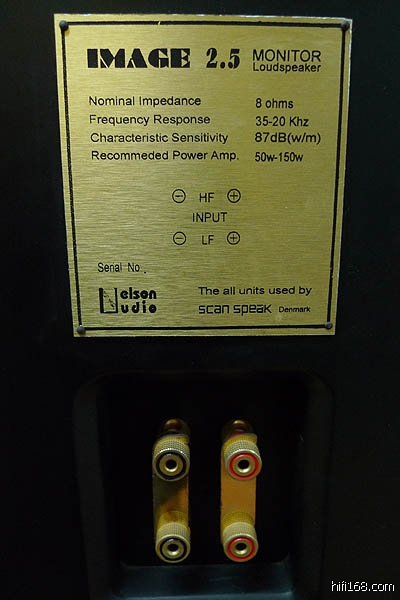 IMAGE 2.5 MONITOR
Loudspeaker
Nominal Impedance 8 ohms
Frequency Response 35-20 Khz
Characteristic Sensitivity 87dB(w/m)
Recommeded Power Amp. 50w-150w
⊖ HF ⊕
INPUT
⊖ LF ⊕
Serial No.
Nelson Audio
The all units used by
scan speak Denmark
hifi168.com